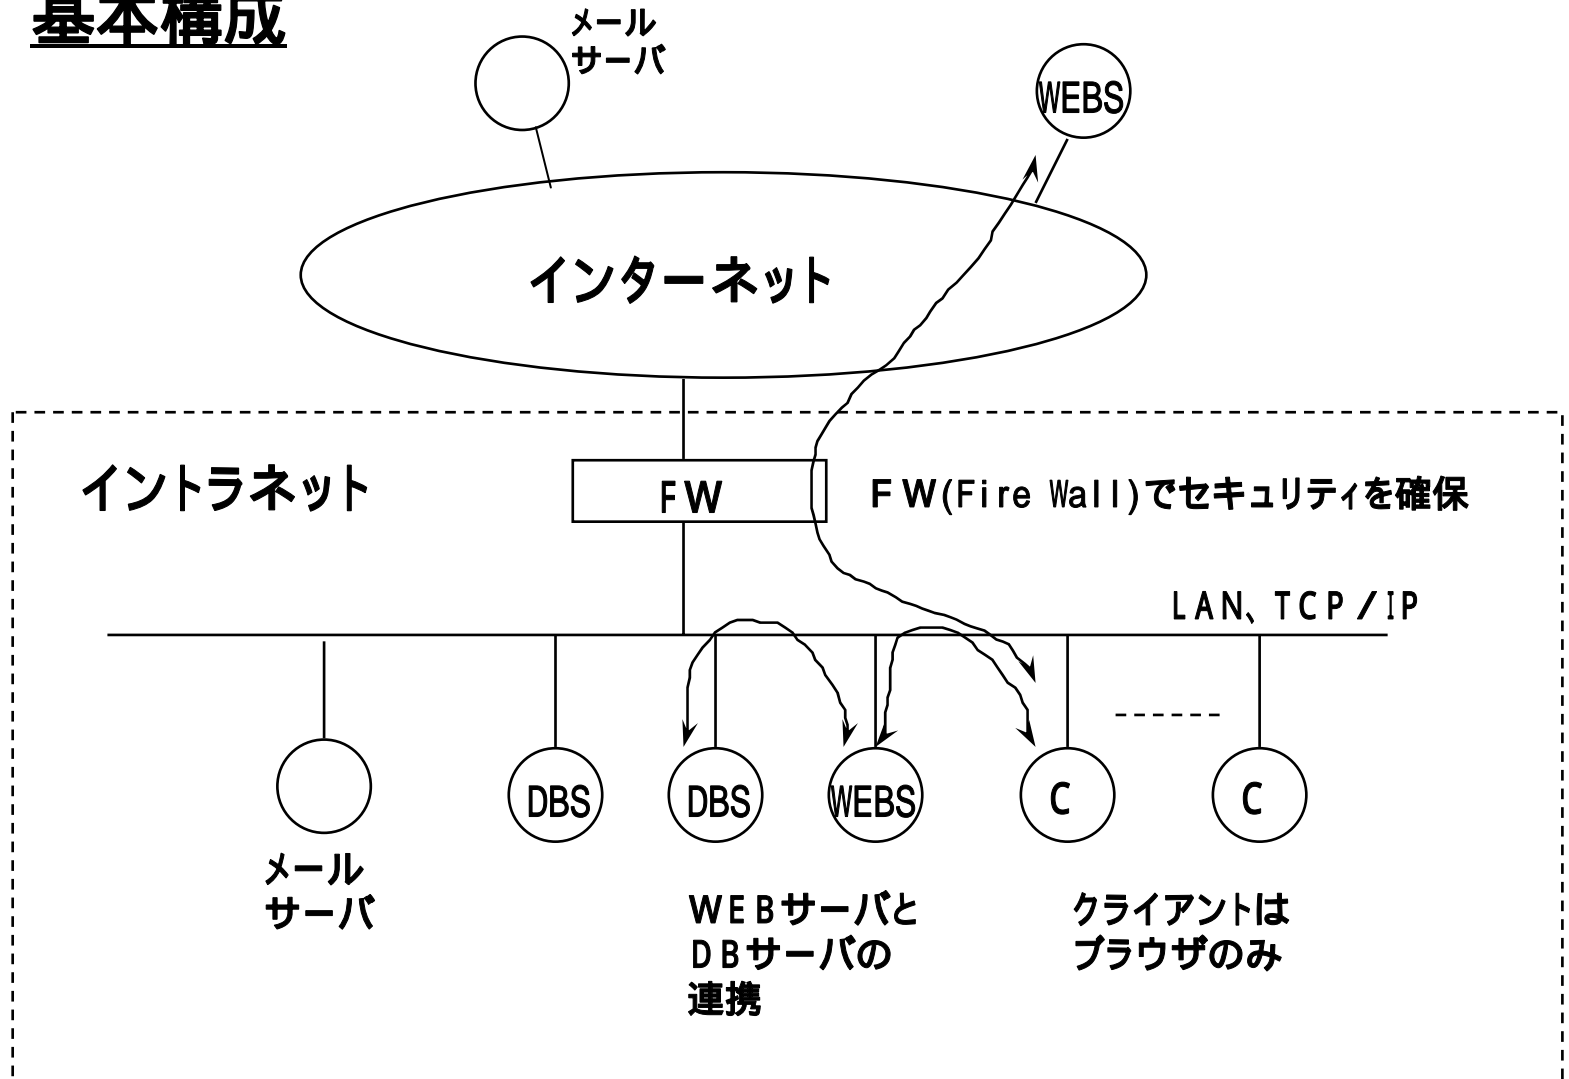 基本構成
メール
サーバ
WEBS
インターネット
イントラネット
FW
FW(Fire Wall)でセキュリティを確保
LAN、TCP/IP
DBS
DBS
WEBS
C
C
メール
サーバ
WEBサーバと
DBサーバの
連携
クライアントは
ブラウザのみ